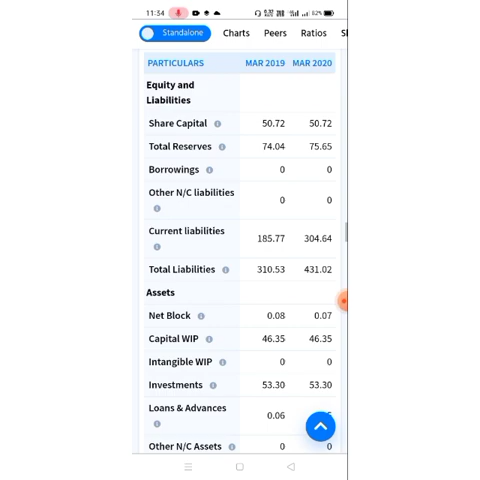 11:54 82%
Standalone Charts Peers Ratios
PARTICULARS MAR 2019 MAR 2020
Equity and
Liabilities
Share Capital 50.72 50.72
Total Reserves 74.04 75.65
Borrowings 0 0
Other N/C liabilities
0 0
Current liabilities
185.77 304.64
Total Liabilities 310.53 431.02
Assets
Net Block 0.08 0.07
Capital WIP 46.35 46.35
Intangible WIP 0 0
Investments 53.30 53.30
Loans & Advances
0.06
Other N/C Assets 0 0